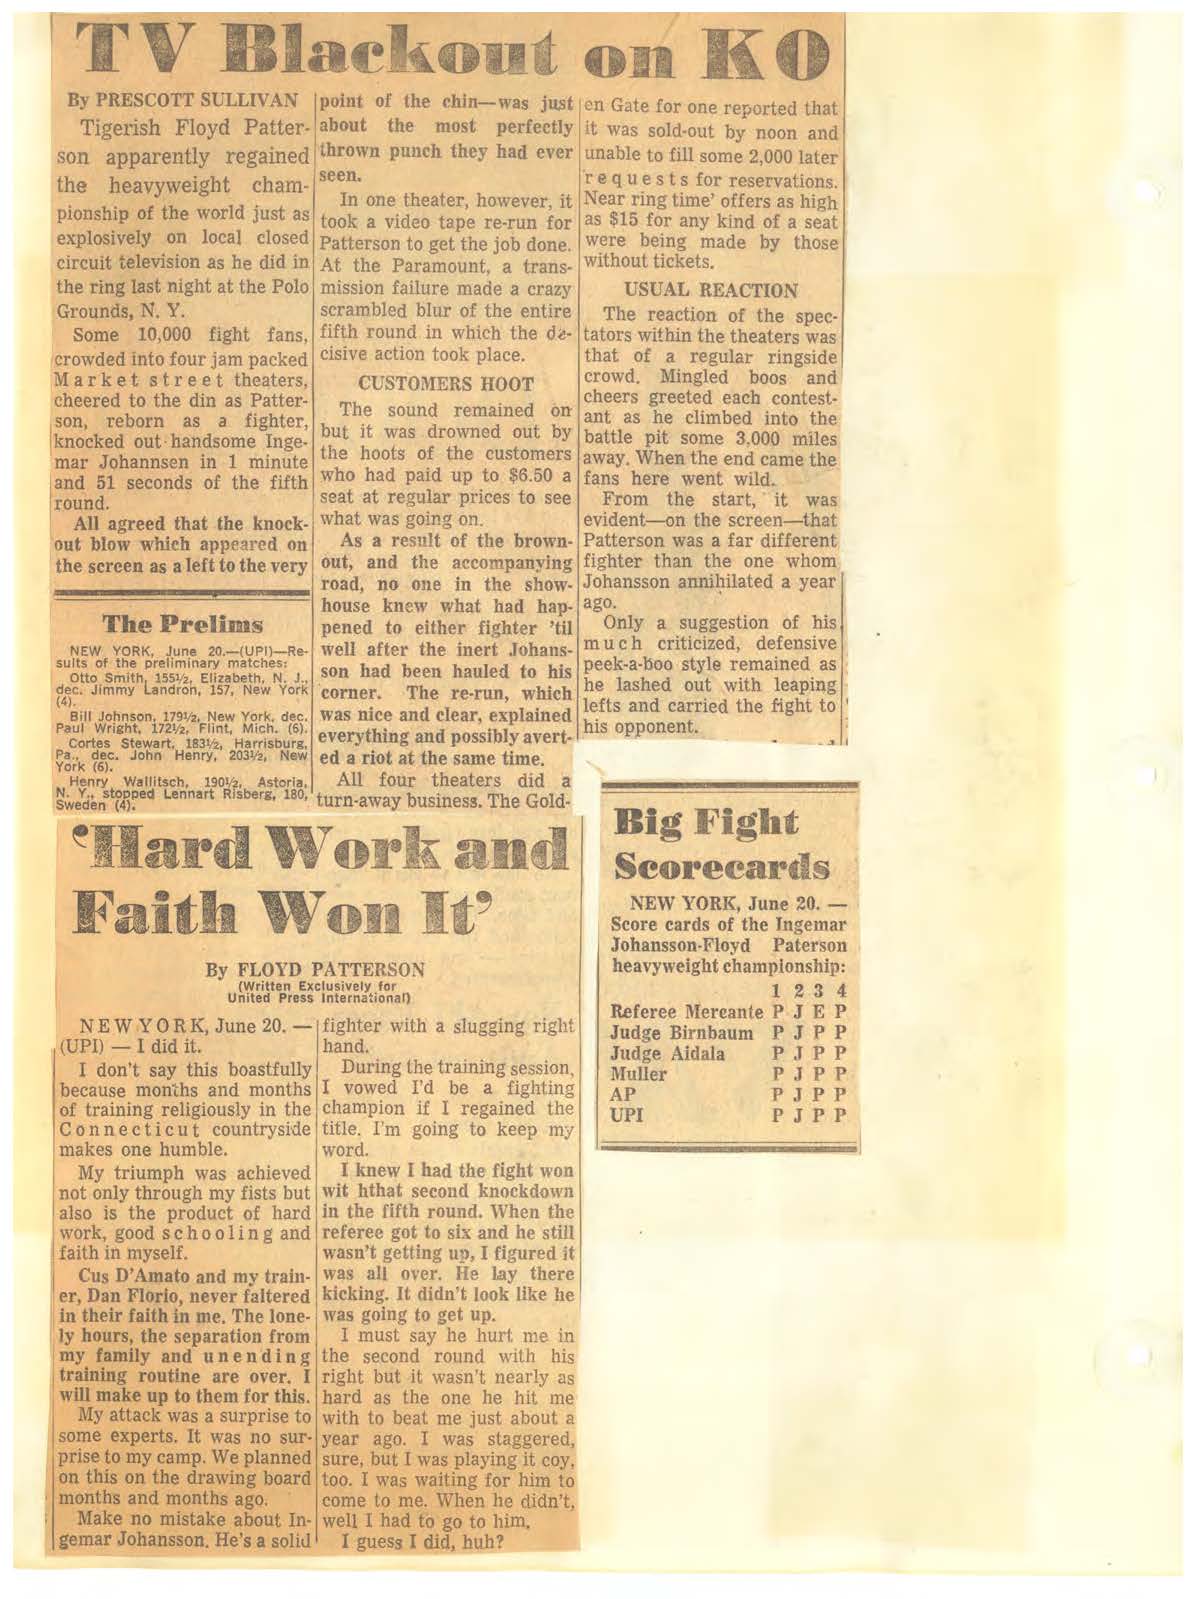 TV Blackout on KO
By PRESCOTT SULLIVAN
Tigerish Floyd Patter-
son apparently regained
the heavyweight cham-
pionship of the world just as
explosively on local closed
circuit television as he did in
the ring last night at the Polo
Grounds, N. Y.
Some 10,000 fight fans,
crowded into four jam packed
Market street theaters,
cheered to the din as Patter-
son, reborn as a fighter,
knocked out handsome Inge-
mar Johannsen in 1 minute
and 51 seconds of the fifth
round.
All agreed that the knock-
out blow which appeared on
the screen as a left to the very
point of the chin—was just
about the most perfectly
thrown punch they had ever
seen.
In one theater, however, it
took a video tape re-run for
Patterson to get the job done.
At the Paramount, a trans-
mission failure made a crazy
scrambled blur of the entire
fifth round in which the de-
cisive action took place.
CUSTOMERS HOOT
The sound remained on
but it was drowned out by
the hoots of the customers
who had paid up to $6.50 a
seat at regular prices to see
what was going on.
As a result of the brown-
out, and the accompanying
road, no one in the show-
house knew what had hap-
pened to either fighter 'til
well after the inert Johans-
son had been hauled to his
corner. The re-run, which
was nice and clear, explained
everything and possibly avert-
ed a riot at the same time.
All four theaters did a
turn-away business. The Gold-
en Gate for one reported that
it was sold-out by noon and
unable to fill some 2,000 later
requests for reservations.
Near ring time' offers as high
as $15 for any kind of a seat
were being made by those
without tickets.
USUAL REACTION
The reaction of the spec-
tators within the theaters was
that of a regular ringside
crowd. Mingled boos and
cheers greeted each contest-
ant as he climbed into the
battle pit some 3,000 miles
away. When the end came the
fans here went wild.
From the start, it was
evident—on the screen—that
Patterson was a far different
fighter than the one whom
Johansson annihilated a year
ago.
Only a suggestion of his
much criticized, defensive
peek-a-boo style remained as
he lashed out with leaping
lefts and carried the fight to
his opponent.
The Prelims
NEW YORK, June 20.—(UPI)—Re-
sults of the preliminary matches:
Otto Smith, 155½, Elizabeth, N. J.,
dec. Jimmy Landron, 157, New York
(4).
Bill Johnson, 179½, New York, dec.
Paul Wright, 172½, Flint, Mich. (6).
Cortes Stewart, 183½, Harrisburg,
Pa., dec. John Henry, 203½, New
York (6).
Henry Wallitsch, 190½, Astoria,
N. Y., stopped Lennart Risberg, 180,
Sweden (4).
'Hard Work and
Faith Won It'
By FLOYD PATTERSON
(Written Exclusively for
United Press International)
NEW YORK, June 20. —
(UPI) — I did it.
I don't say this boastfully
because months and months
of training religiously in the
Connecticut countryside
makes one humble.
My triumph was achieved
not only through my fists but
also is the product of hard
work, good schooling and
faith in myself.
Cus D'Amato and my train-
er, Dan Florio, never faltered
in their faith in me. The lone-
ly hours, the separation from
my family and unending
training routine are over. I
will make up to them for this.
My attack was a surprise to
some experts. It was no sur-
prise to my camp. We planned
on this on the drawing board
months and months ago.
Make no mistake about In-
gemar Johansson. He's a solid
fighter with a slugging right
hand.
During the training session,
I vowed I'd be a fighting
champion if I regained the
title. I'm going to keep my
word.
I knew I had the fight won
wit hthat second knockdown
in the fifth round. When the
referee got to six and he still
wasn't getting up, I figured it
was all over. He lay there
kicking. It didn't look like he
was going to get up.
I must say he hurt me in
the second round with his
right but it wasn't nearly as
hard as the one he hit me
with to beat me just about a
year ago. I was staggered,
sure, but I was playing it coy,
too. I was waiting for him to
come to me. When he didn't,
well I had to go to him.
I guess I did, huh?
Big Fight
Scorecards
NEW YORK, June 20. —
Score cards of the Ingemar
Johansson-Floyd Paterson
heavyweight championship:
1 2 3 4
Referee Mercante P J E P
Judge Birnbaum P J P P
Judge Aidala P J P P
Muller P J P P
AP P J P P
UPI P J P P